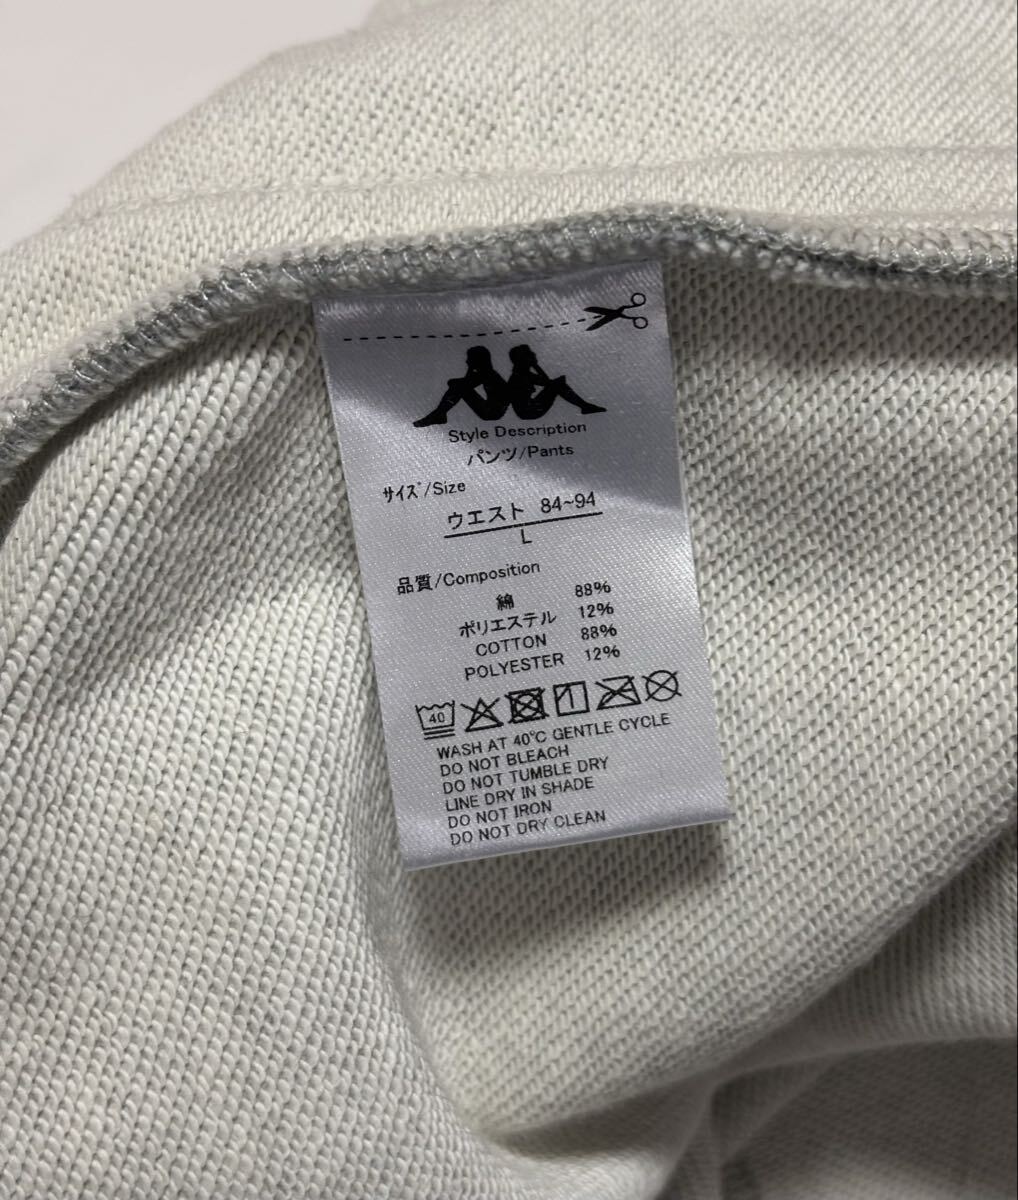 Style Description
パンツ/Pants
サイズ/Size
ウエスト 84~94
L
品質/Composition
綿 88%
ポリエステル 12%
COTTON 88%
POLYESTER 12%
40
WASH AT 40℃ GENTLE CYCLE
DO NOT BLEACH
DO NOT TUMBLE DRY
LINE DRY IN SHADE
DO NOT IRON
DO NOT DRY CLEAN